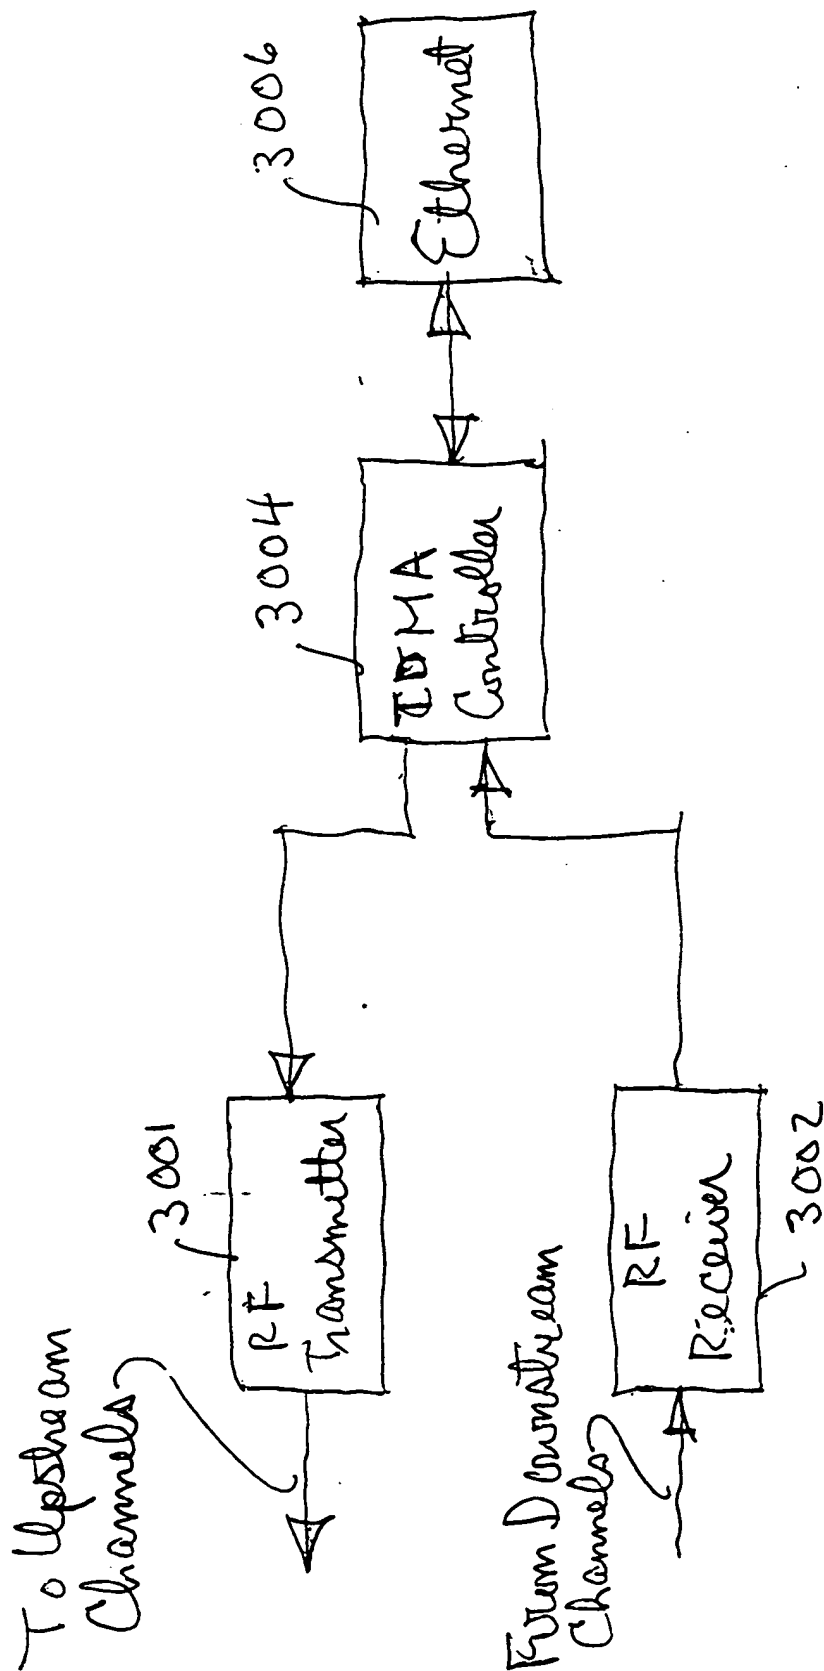 To Upstream
Channels
3001
RF
Transmitter
3004
TDMA
Controller
3006
Ethernet
From Downstream
Channels
RF
Receiver
3002